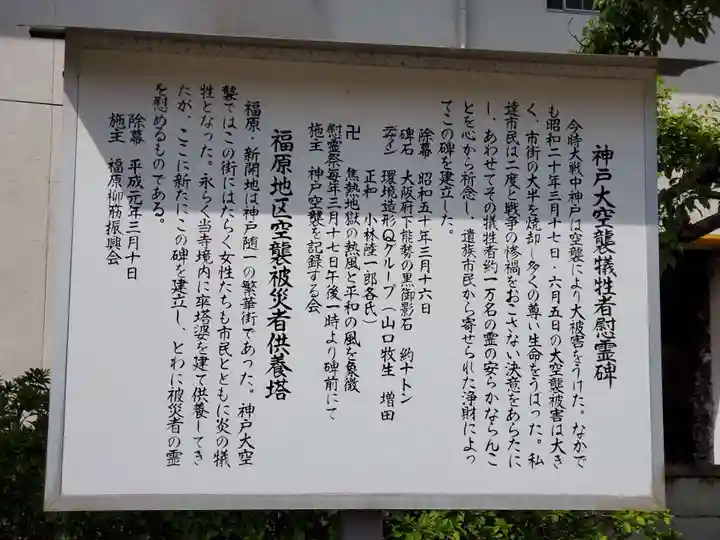 神戸大空襲犠牲者慰霊碑
今時大戦中神戸は空襲により大被害をうけた。なかで
も昭和二十年三月十七日・六月五日の大空襲被害は大き
く、市街の大半を焼却し多くの尊い生命をうばった。私
達市民は二度と戦争の惨禍をおこさない決意をあらたに
し、あわせてその犠牲者約一万名の霊の安らかならんこ
とを心から祈念し、遺族市民から寄せられた浄財によっ
てこの碑を建立した。
除幕 昭和五十年三月十六日
碑石 大阪府下能勢の黒御影石 約十トン
デザイン 環境造形Qグループ(山口牧生 増田
正和 小林陸一郎各氏)
卍 焦熱地獄の熱風と平和の風を象徴
慰霊祭毎年三月十七日午後一時より碑前にて
施主 神戸空襲を記録する会
福原地区空襲被災者供養塔
福原、新開地は神戸随一の繁華街であった。神戸大空
襲ではこの街にはたらく女性たちも市民とともに炎の犠
牲となった。永らく当寺境内に卒塔婆を建て供養してき
たが、ここに新たにこの碑を建立し、とわに被災者の霊
を慰めるものである。
除幕 平成元年三月十日
施主 福原柳筋振興会